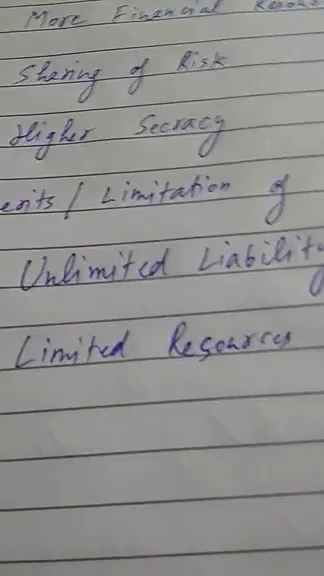 More Financial
Sharing of Risk
Higher Secracy
erits / Limitation of
Unlimited Liability
Limited Resources